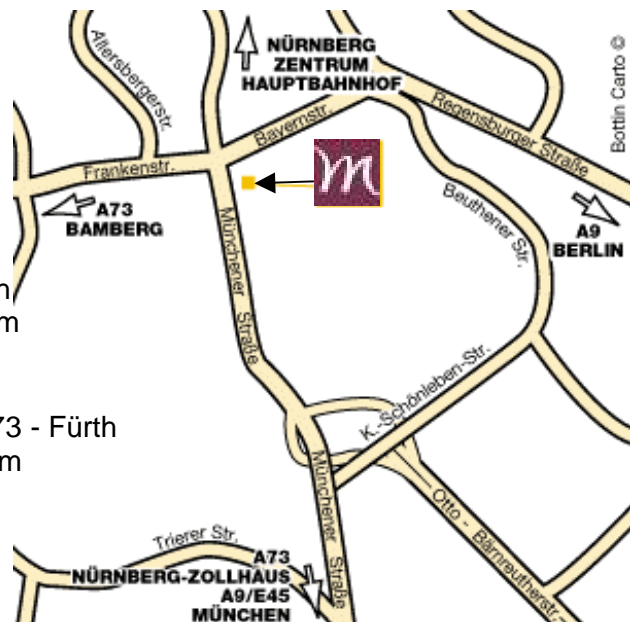 Allersbergerstr.
NÜRNBERG
ZENTRUM
HAUPTBAHNHOF
Bottin Carto ©
Bayernstr.
Regensburger Straße
Frankenstr.
m
A73
BAMBERG
Beuthener Str.
A9
BERLIN
Münchener Straße
n
m
K.-Schönleben-Str.
73 - Fürth
m
Münchener Straße
Otto - Bärnreutherstr.-
Trierer Str.
A73
NÜRNBERG-ZOLLHAUS
A9/E45
MÜNCHEN